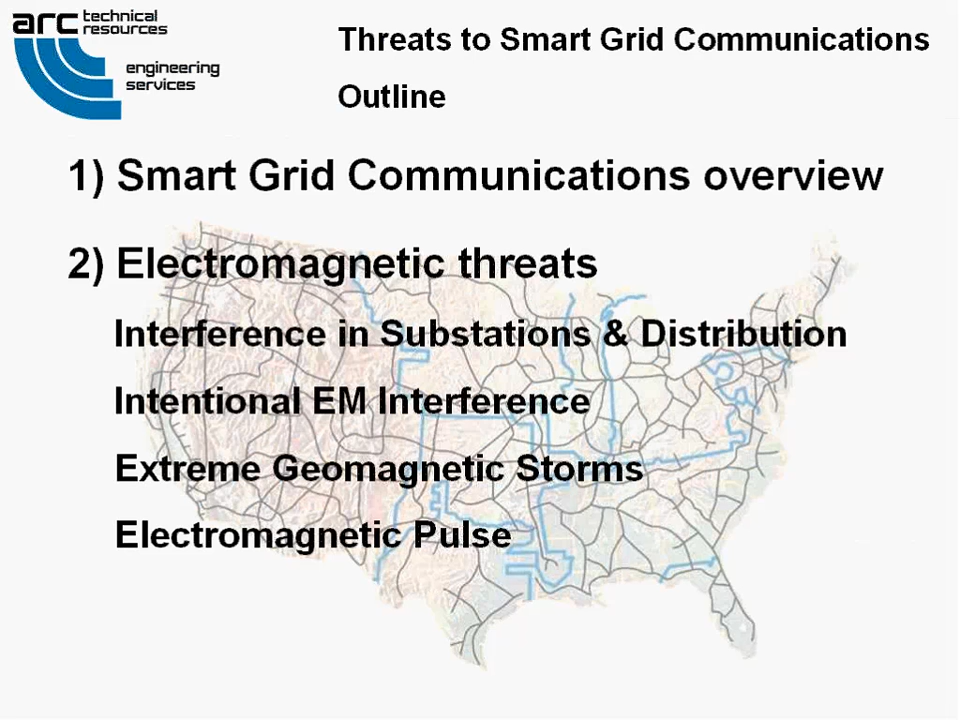 arc technical resources
engineering services
Threats to Smart Grid Communications
Outline
1) Smart Grid Communications overview
2) Electromagnetic threats
Interference in Substations & Distribution
Intentional EM Interference
Extreme Geomagnetic Storms
Electromagnetic Pulse